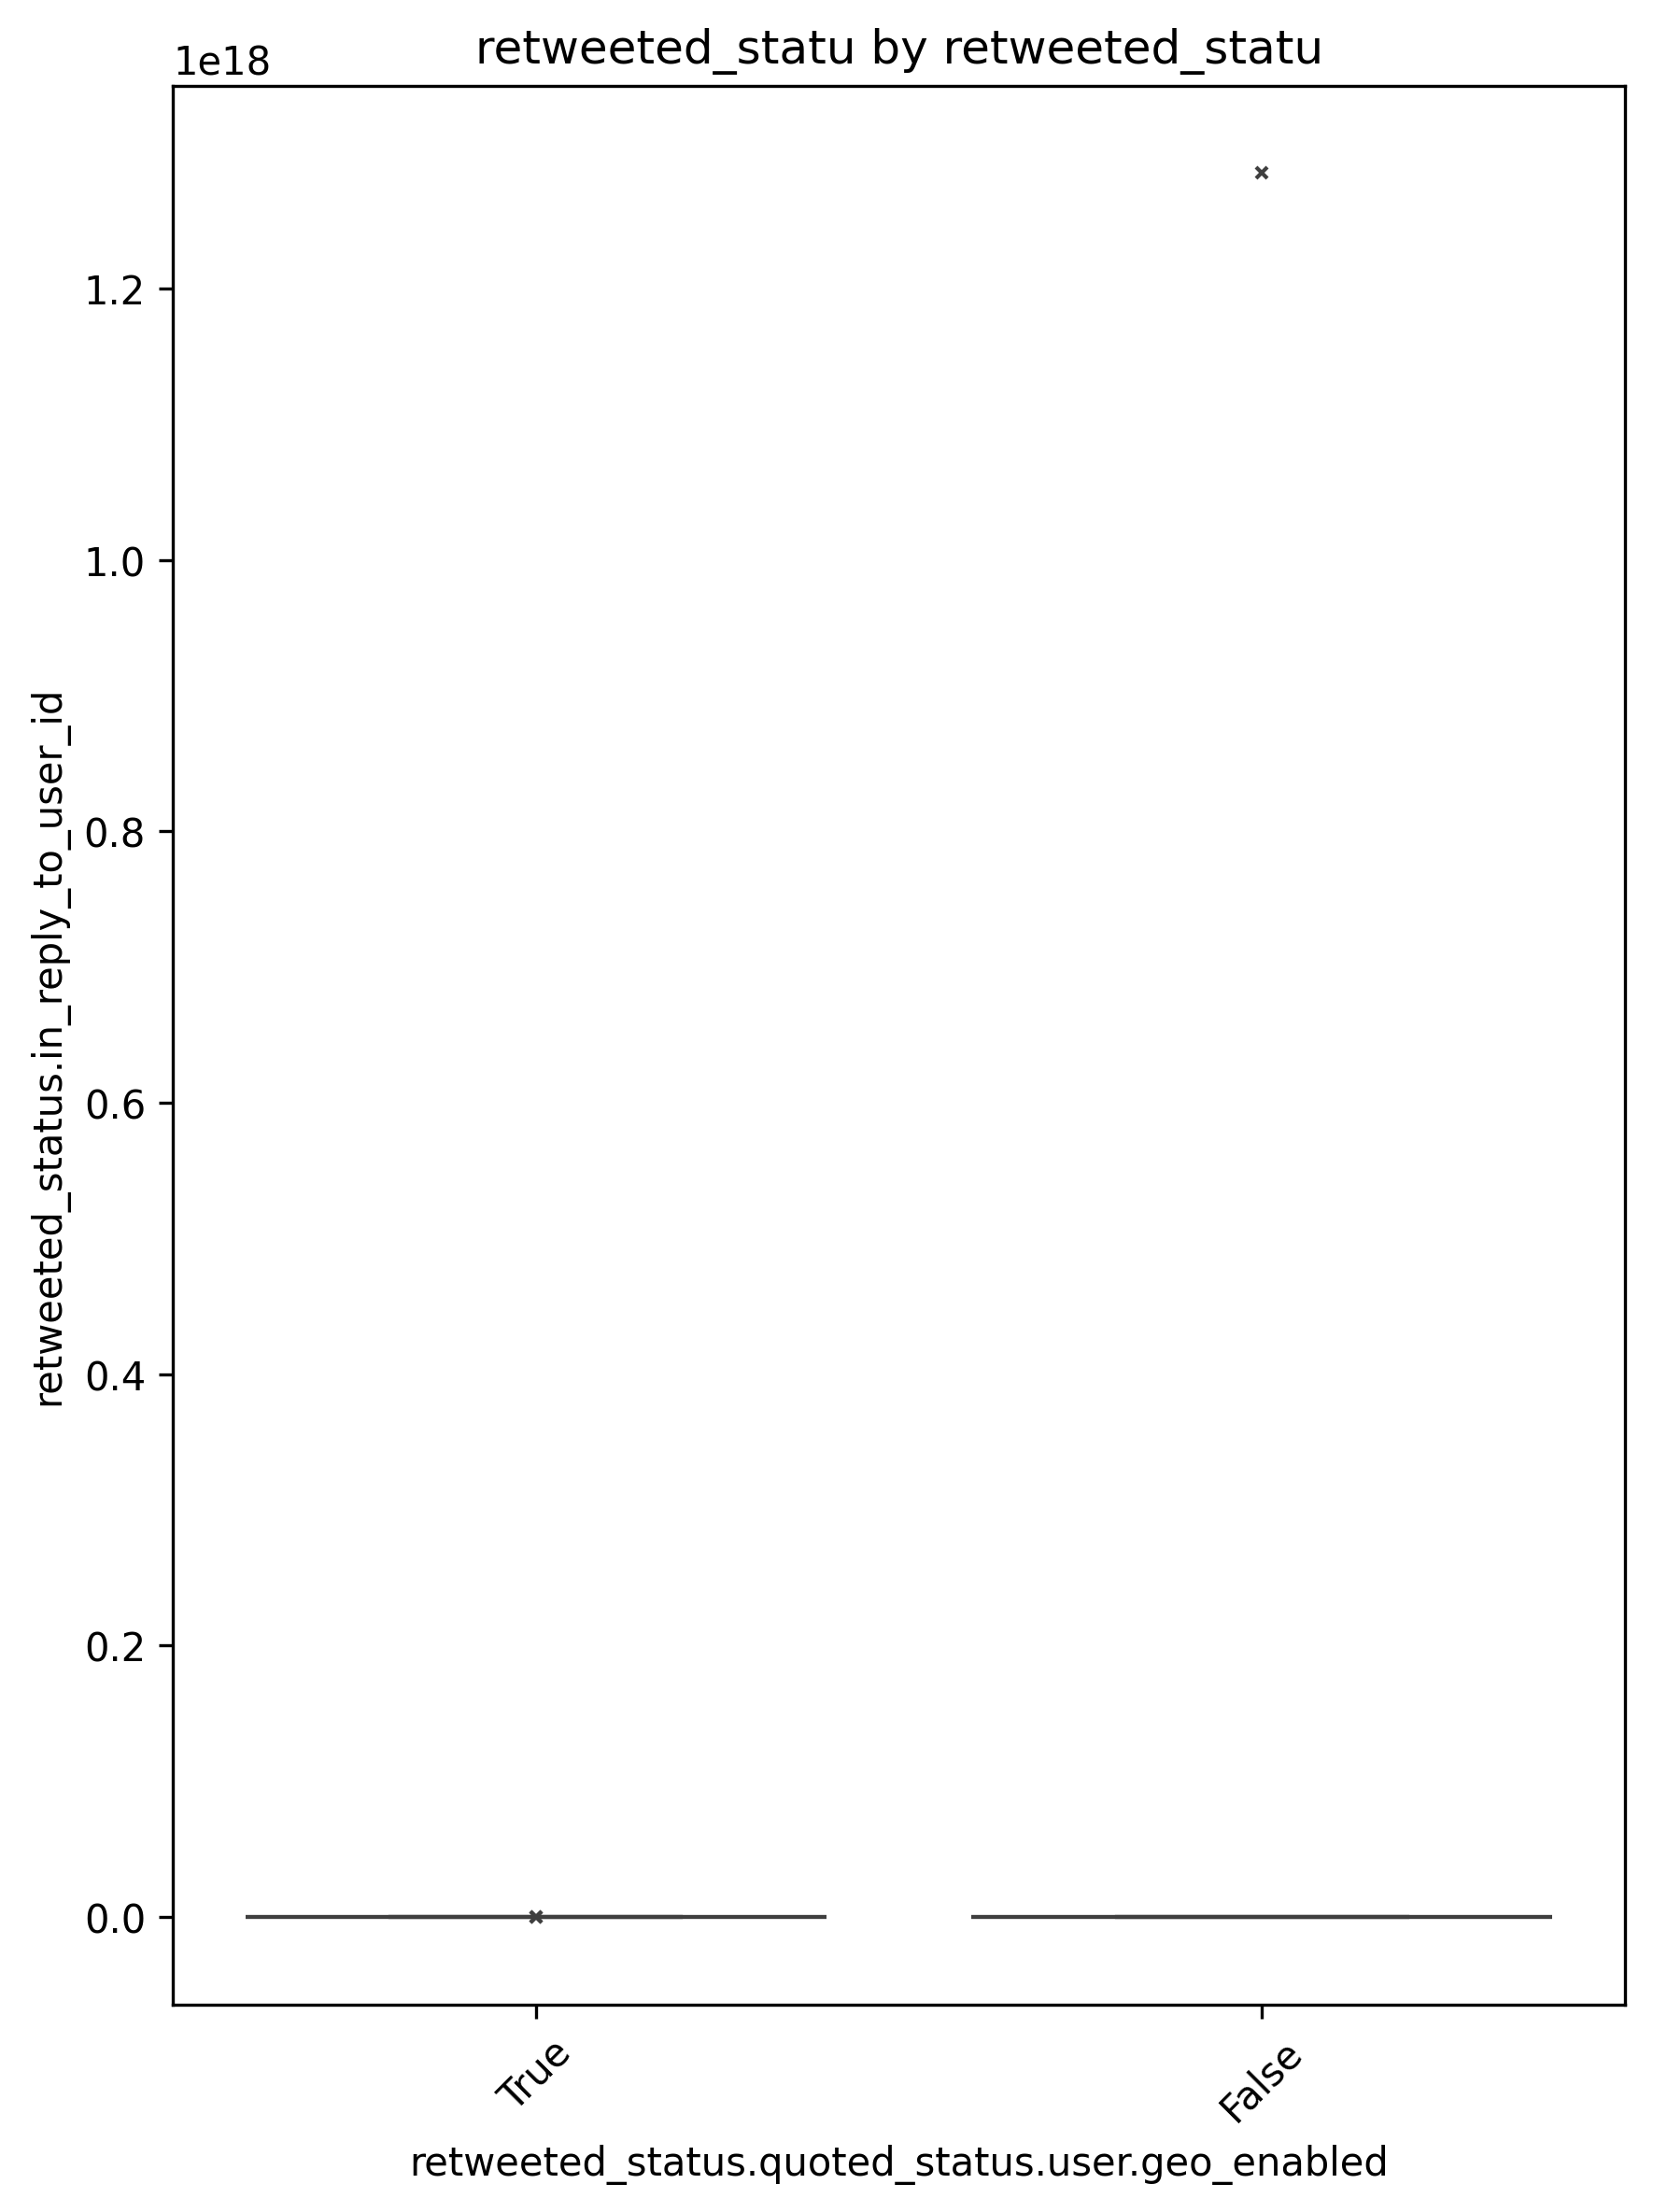 retweeted_statu by retweeted_statu
1e18
1.2
1.0
0.8
0.6
0.4
0.2
0.0
retweeted_status.in_reply_to_user_id
True
False
retweeted_status.quoted_status.user.geo_enabled